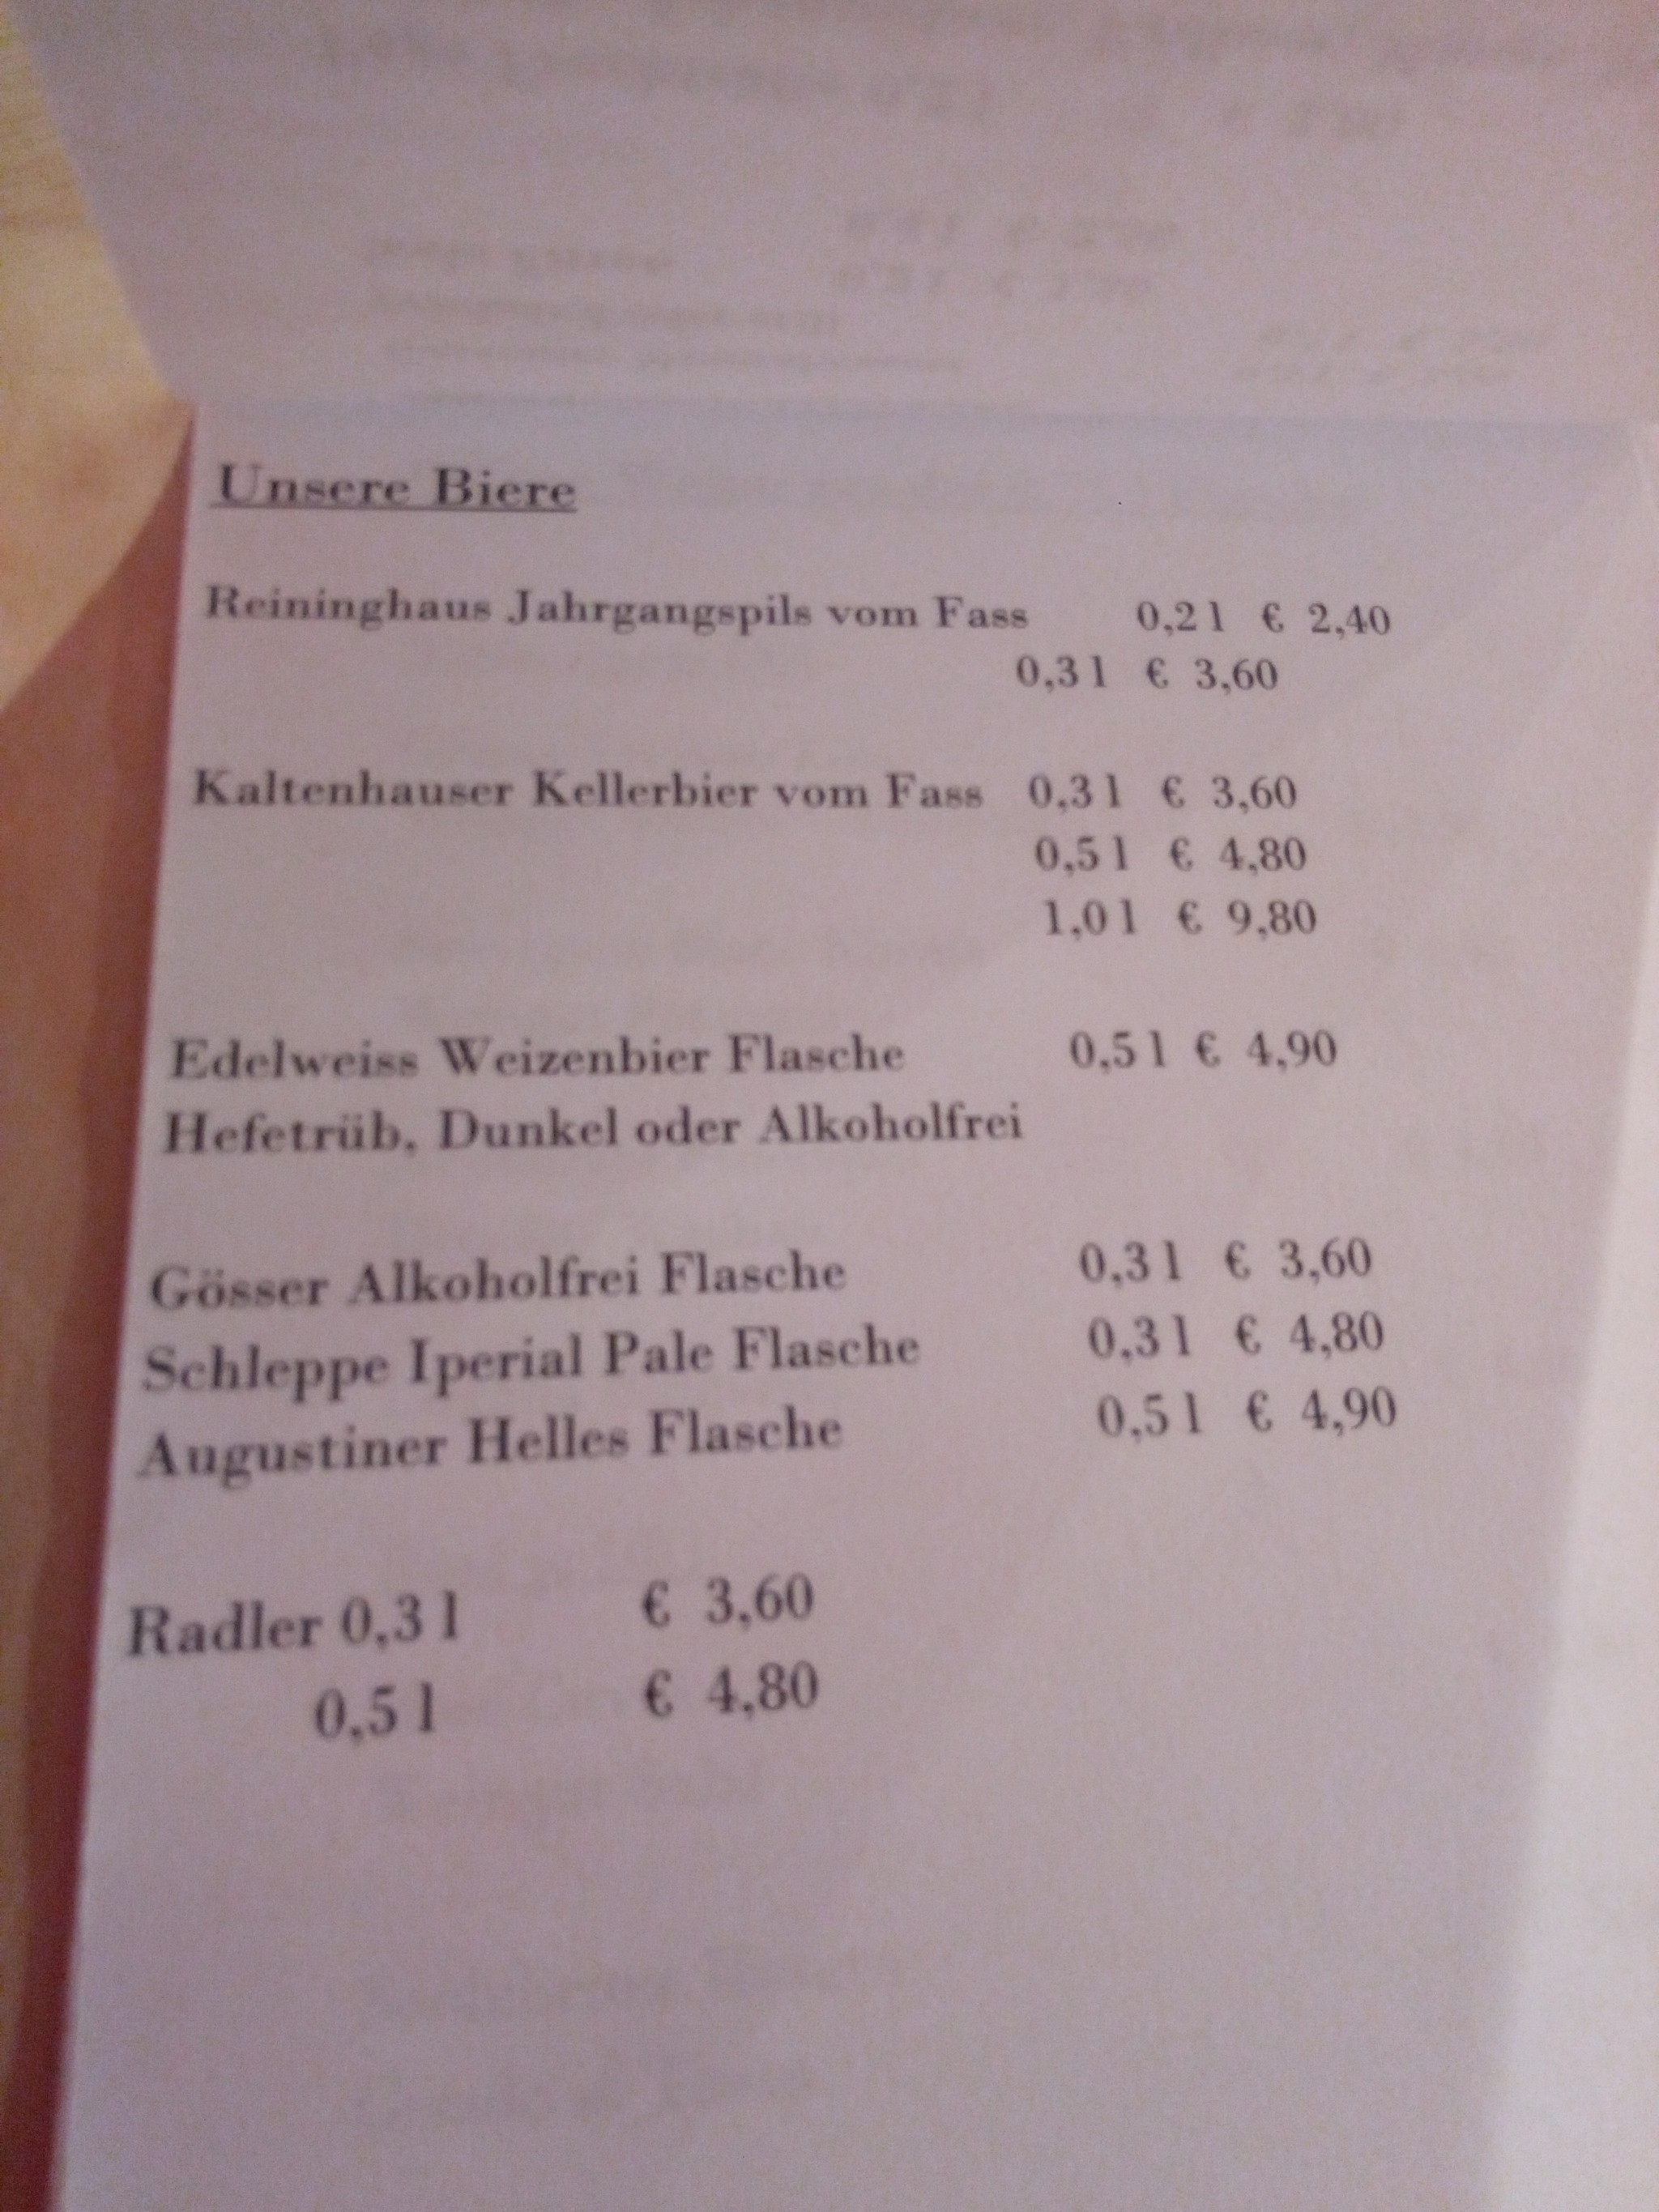 Unsere Biere
Reininghaus Jahrgangspils vom Fass 0,2 l € 2,40
0,3 l € 3,60
Kaltenhauser Kellerbier vom Fass 0,3 l € 3,60
0,5 l € 4,80
1,0 l € 9,80
Edelweiss Weizenbier Flasche 0,5 l € 4,90
Hefetrüb, Dunkel oder Alkoholfrei
Gösser Alkoholfrei Flasche 0,3 l € 3,60
Schleppe Iperial Pale Flasche 0,3 l € 4,80
Augustiner Helles Flasche 0,5 l € 4,90
Radler 0,3 l € 3,60
0,5 l € 4,80